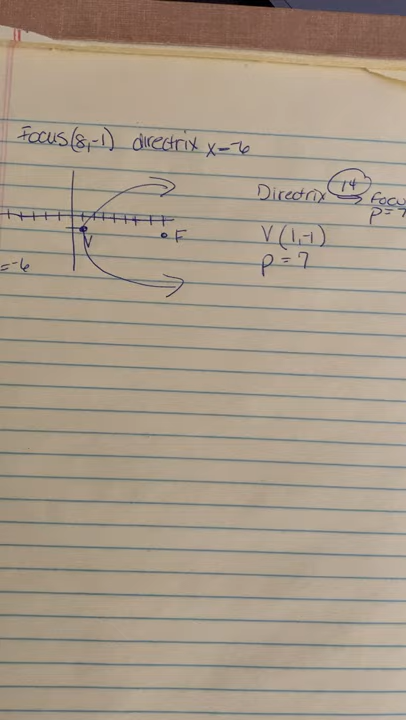 Focus (8,-1) directrix x=-6
Directrix 14 → Focu
p=7
V(1,-1)
p = 7
V
F
=-6